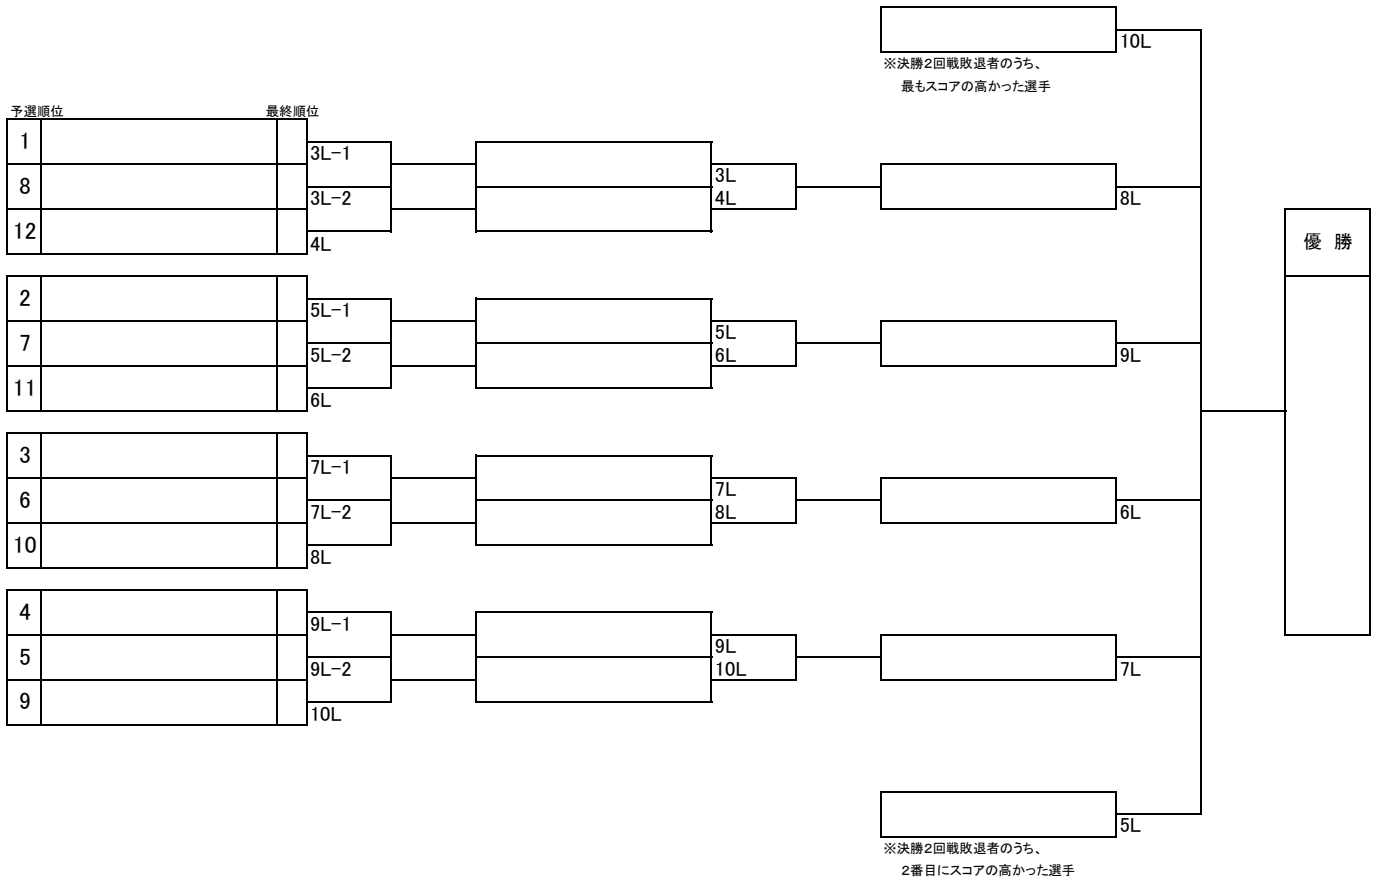 10L
※決勝2回戦敗退者のうち、
最もスコアの高かった選手
予選順位 最終順位
1 3L-1
8 3L-2
12 4L
3L
4L
8L
2 5L-1
7 5L-2
11 6L
5L
6L
9L
3 7L-1
6 7L-2
10 8L
7L
8L
6L
4 9L-1
5 9L-2
9 10L
9L
10L
7L
優 勝
5L
※決勝2回戦敗退者のうち、
2番目にスコアの高かった選手